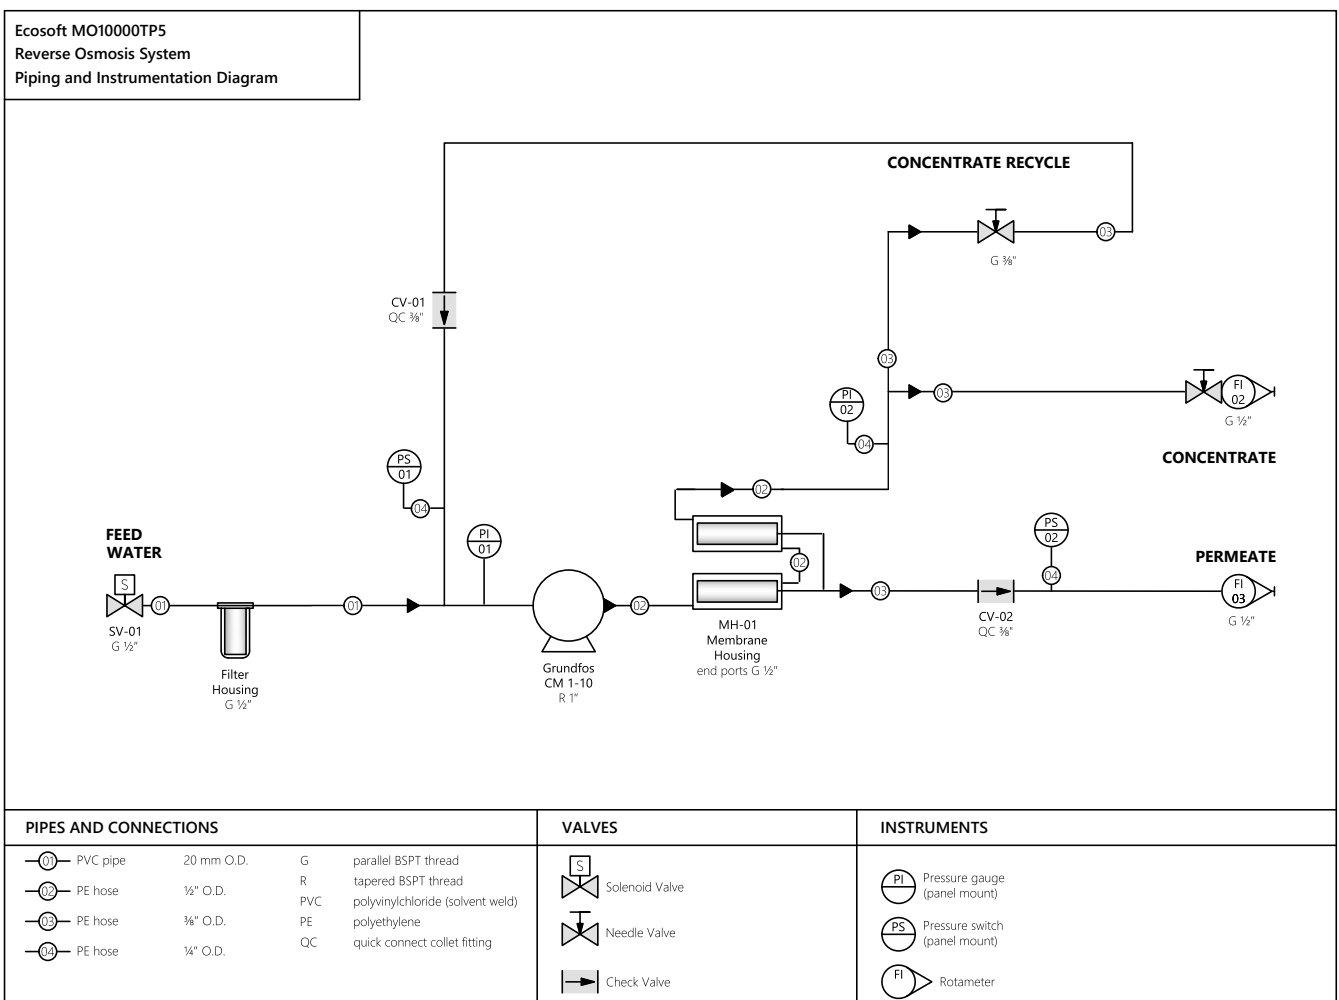 Ecosoft MO10000TP5
Reverse Osmosis System
Piping and Instrumentation Diagram
CONCENTRATE RECYCLE
03
G ⅜"
CV-01
QC ⅜"
03
03
PI
02
FI
02
G ½"
04
CONCENTRATE
PS
01
04
02
FEED
WATER
S
01
01
SV-01
G ½"
Filter
Housing
G ½"
PI
01
Grundfos
CM 1-10
R 1"
02
02
MH-01
Membrane
Housing
end ports G ½"
03
CV-02
QC ⅜"
PS
02
04
PERMEATE
FI
03
G ½"
PIPES AND CONNECTIONS
01 PVC pipe 20 mm O.D.
02 PE hose ½" O.D.
03 PE hose ⅜" O.D.
04 PE hose ¼" O.D.
G parallel BSPT thread
R tapered BSPT thread
PVC polyvinylchloride (solvent weld)
PE polyethylene
QC quick connect collet fitting
VALVES
S
Solenoid Valve
Needle Valve
Check Valve
INSTRUMENTS
PI
Pressure gauge
(panel mount)
PS
Pressure switch
(panel mount)
FI
Rotameter